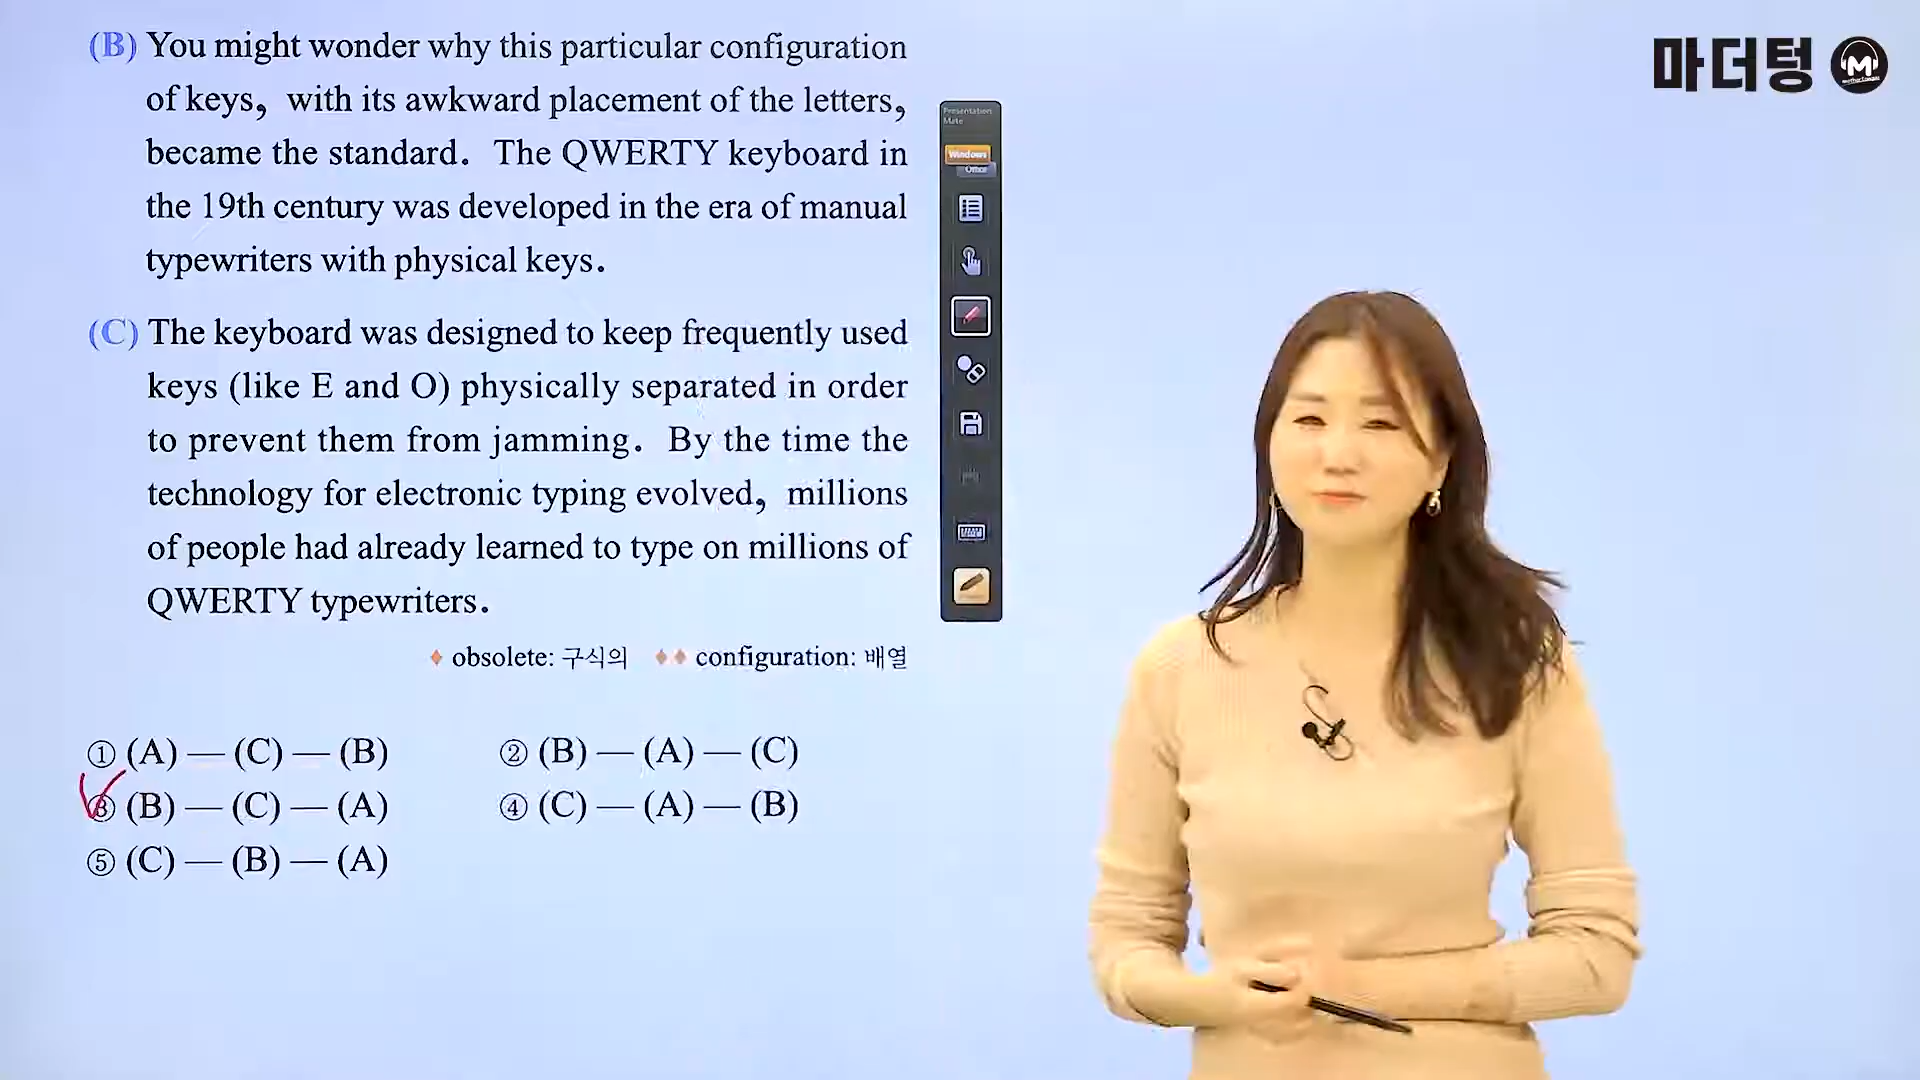 (B) You might wonder why this particular configuration
of keys, with its awkward placement of the letters,
became the standard. The QWERTY keyboard in
the 19th century was developed in the era of manual
typewriters with physical keys.
(C) The keyboard was designed to keep frequently used
keys (like E and O) physically separated in order
to prevent them from jamming. By the time the
technology for electronic typing evolved, millions
of people had already learned to type on millions of
QWERTY typewriters.
♦ obsolete: 구식의 ♦♦ configuration: 배열
① (A) — (C) — (B)
② (B) — (A) — (C)
③ (B) — (C) — (A)
④ (C) — (A) — (B)
⑤ (C) — (B) — (A)
Presentation
Mate
Windows
Office
마더텅
M